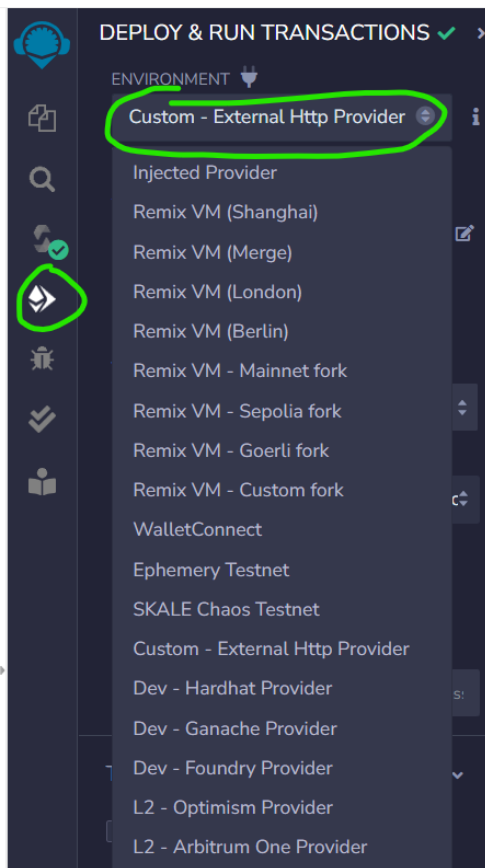 DEPLOY & RUN TRANSACTIONS
ENVIRONMENT
Custom - External Http Provider
Injected Provider
Remix VM (Shanghai)
Remix VM (Merge)
Remix VM (London)
Remix VM (Berlin)
Remix VM - Mainnet fork
Remix VM - Sepolia fork
Remix VM - Goerli fork
Remix VM - Custom fork
WalletConnect
Ephemery Testnet
SKALE Chaos Testnet
Custom - External Http Provider
Dev - Hardhat Provider
Dev - Ganache Provider
Dev - Foundry Provider
L2 - Optimism Provider
L2 - Arbitrum One Provider